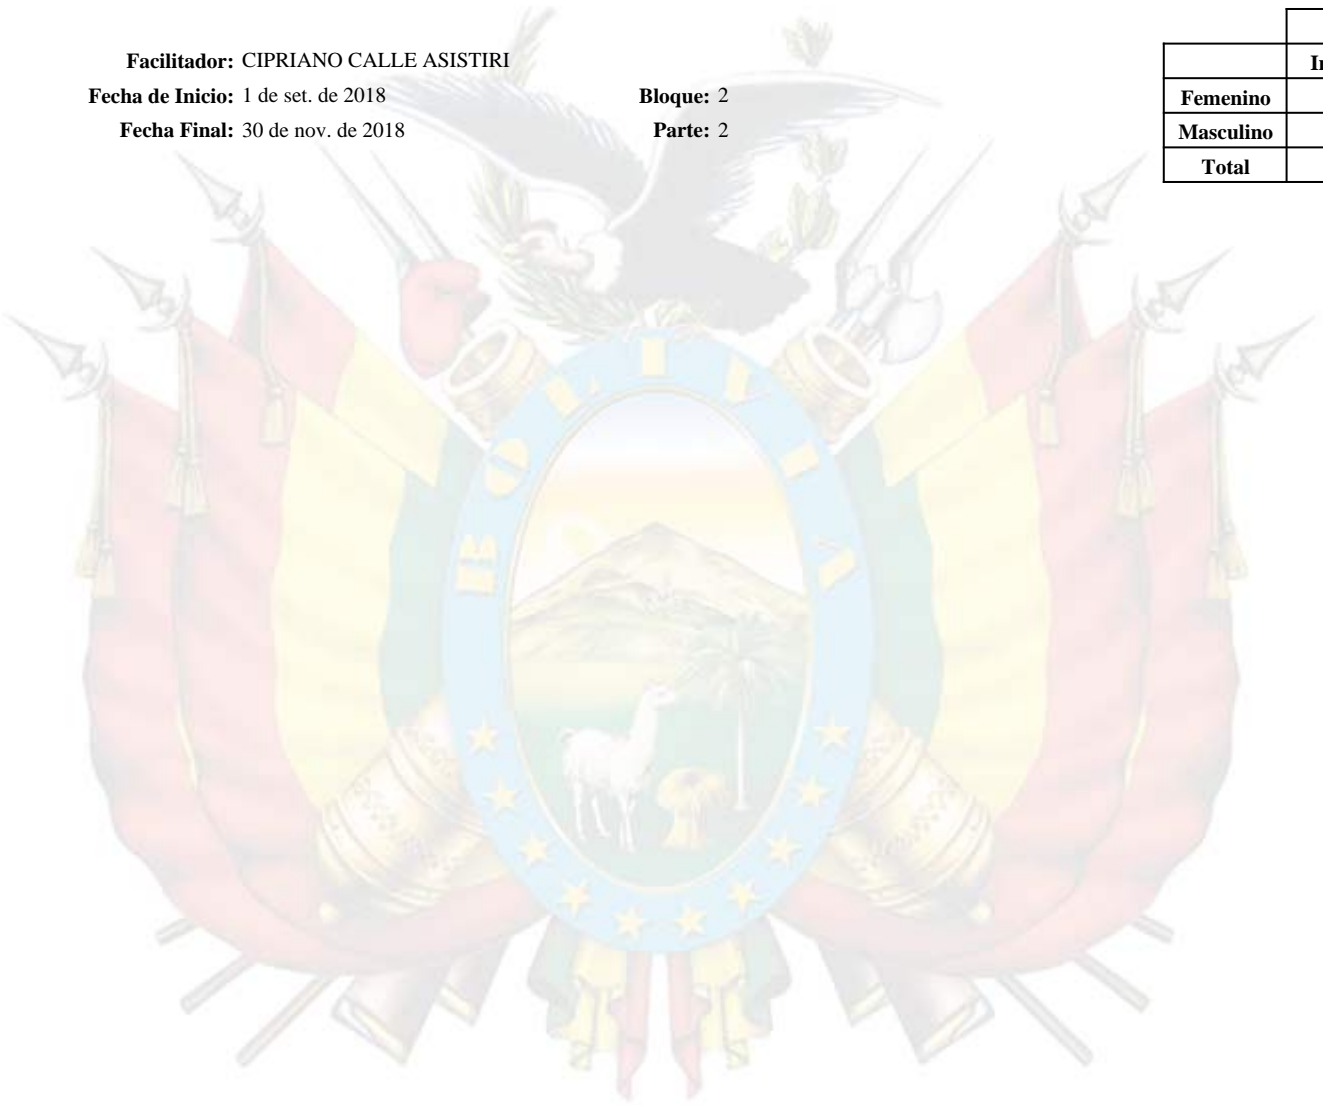 Facilitador: CIPRIANO CALLE ASISTIRI
Fecha de Inicio: 1 de set. de 2018 Bloque: 2
Fecha Final: 30 de nov. de 2018 Parte: 2
Femenino
Masculino
Total
BOLIVIA